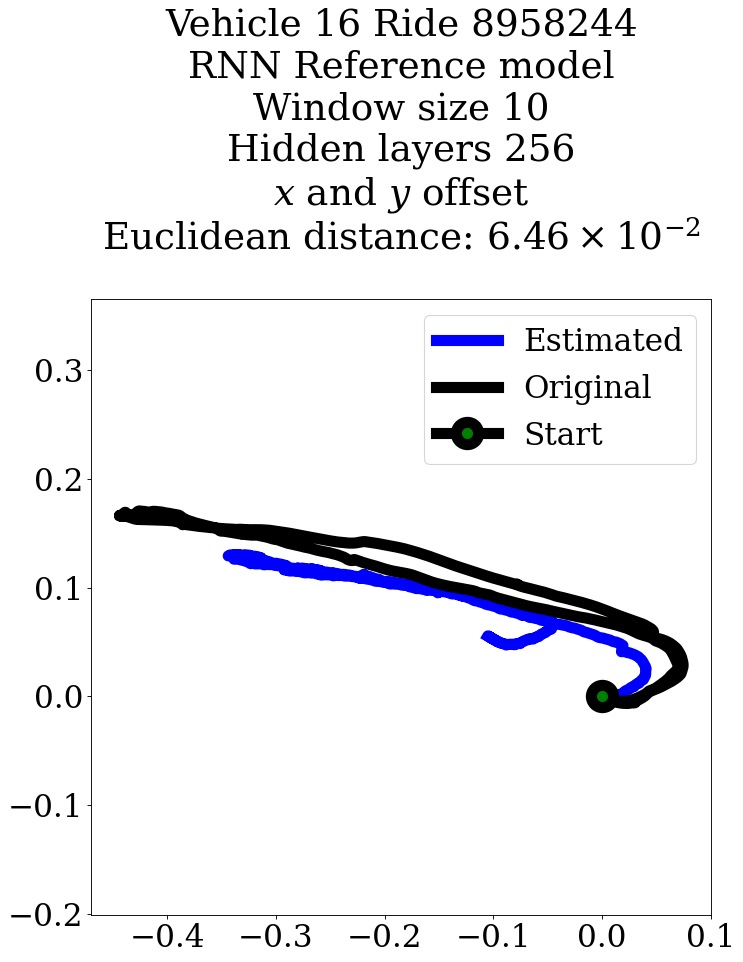 Vehicle 16 Ride 8958244
RNN Reference model
Window size 10
Hidden layers 256
x and y offset
Euclidean distance: 6.46 × 10⁻²
Estimated
Original
Start
0.3
0.2
0.1
0.0
−0.1
−0.2
−0.4 −0.3 −0.2 −0.1 0.0 0.1